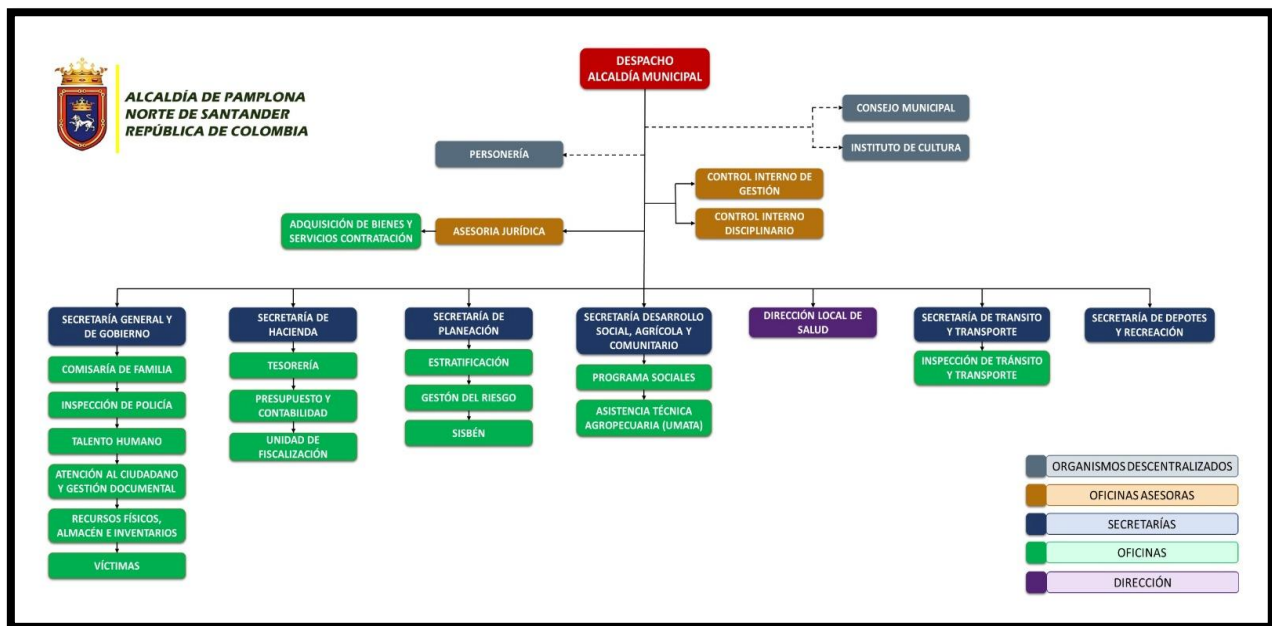 DESPACHO
ALCALDÍA MUNICIPAL
ALCALDÍA DE PAMPLONA
NORTE DE SANTANDER
REPÚBLICA DE COLOMBIA
CONSEJO MUNICIPAL
INSTITUTO DE CULTURA
PERSONERÍA
CONTROL INTERNO DE
GESTIÓN
CONTROL INTERNO
DISCIPLINARIO
ADQUISICIÓN DE BIENES Y
SERVICIOS CONTRATACIÓN
ASESORIA JURÍDICA
SECRETARÍA GENERAL Y
DE GOBIERNO
COMISARÍA DE FAMILIA
INSPECCIÓN DE POLICÍA
TALENTO HUMANO
ATENCIÓN AL CIUDADANO
Y GESTIÓN DOCUMENTAL
RECURSOS FÍSICOS,
ALMACÉN E INVENTARIOS
VÍCTIMAS
SECRETARÍA DE
HACIENDA
TESORERÍA
PRESUPUESTO Y
CONTABILIDAD
UNIDAD DE
FISCALIZACIÓN
SECRETARÍA DE
PLANEACIÓN
ESTRATIFICACIÓN
GESTIÓN DEL RIESGO
SISBÉN
SECRETARÍA DESARROLLO
SOCIAL, AGRÍCOLA Y
COMUNITARIO
PROGRAMA SOCIALES
ASISTENCIA TÉCNICA
AGROPECUARIA (UMATA)
DIRECCIÓN LOCAL DE
SALUD
SECRETARÍA DE TRANSITO
Y TRANSPORTE
INSPECCIÓN DE TRÁNSITO
Y TRANSPORTE
SECRETARÍA DE DEPOTES
Y RECREACIÓN
ORGANISMOS DESCENTRALIZADOS
OFICINAS ASESORAS
SECRETARÍAS
OFICINAS
DIRECCIÓN